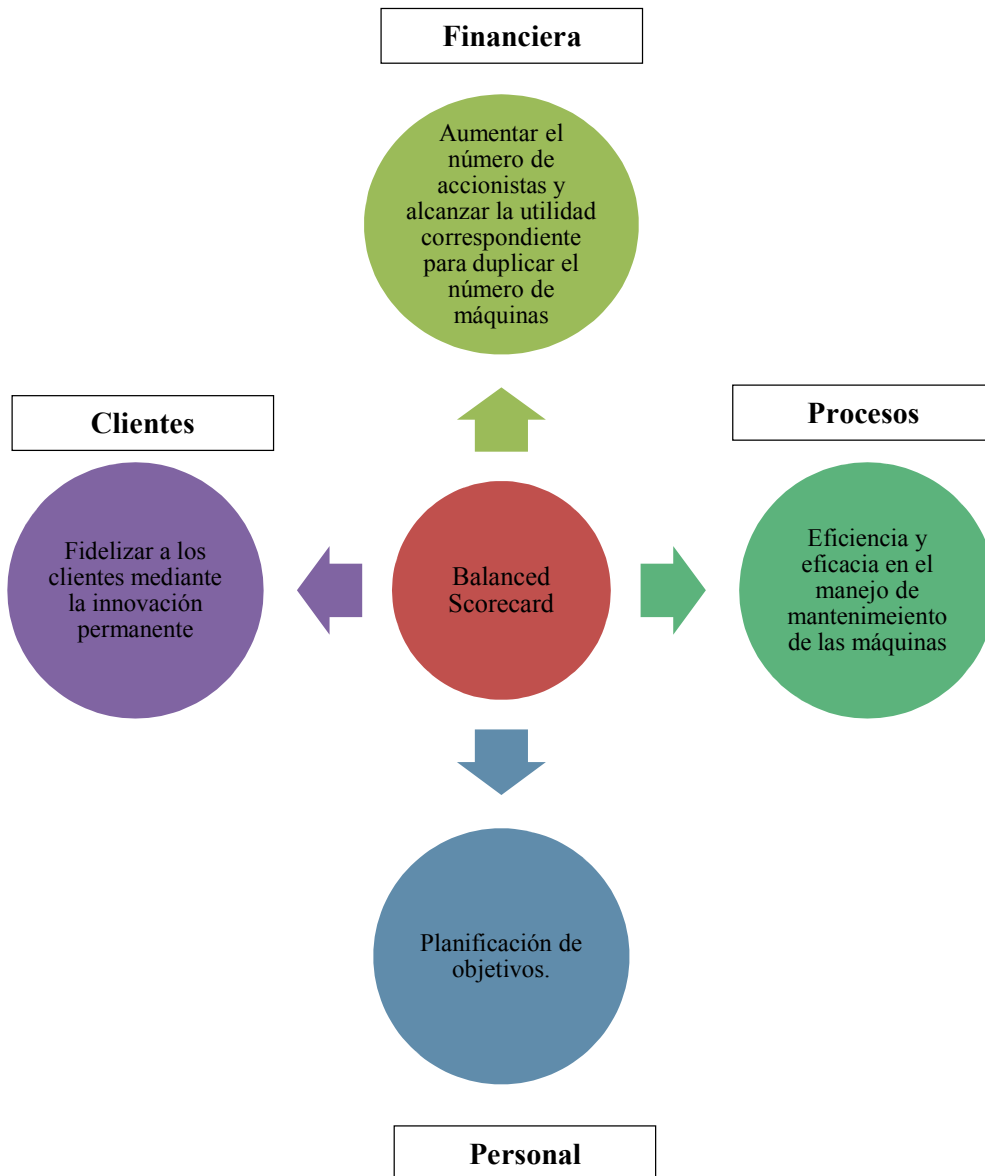 Financiera
Aumentar el
número de
accionistas y
alcanzar la utilidad
correspondiente
para duplicar el
número de
máquinas
Clientes
Fidelizar a los
clientes mediante
la innovación
permanente
Balanced
Scorecard
Procesos
Eficiencia y
eficacia en el
manejo de
mantenimeiento
de las máquinas
Planificación de
objetivos.
Personal